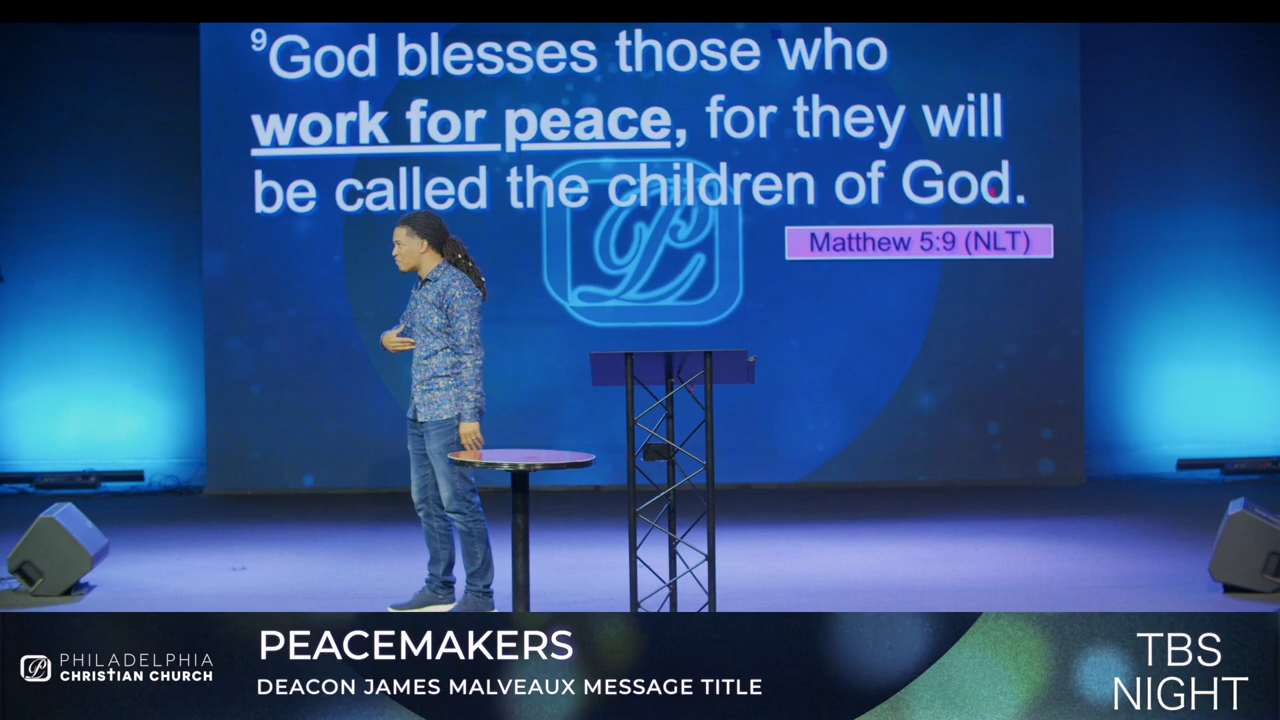 9God blesses those who
work for peace, for they will
be called the children of God.
Matthew 5:9 (NLT)
PHILADELPHIA
CHRISTIAN CHURCH
PEACEMAKERS
DEACON JAMES MALVEAUX MESSAGE TITLE
TBS
NIGHT